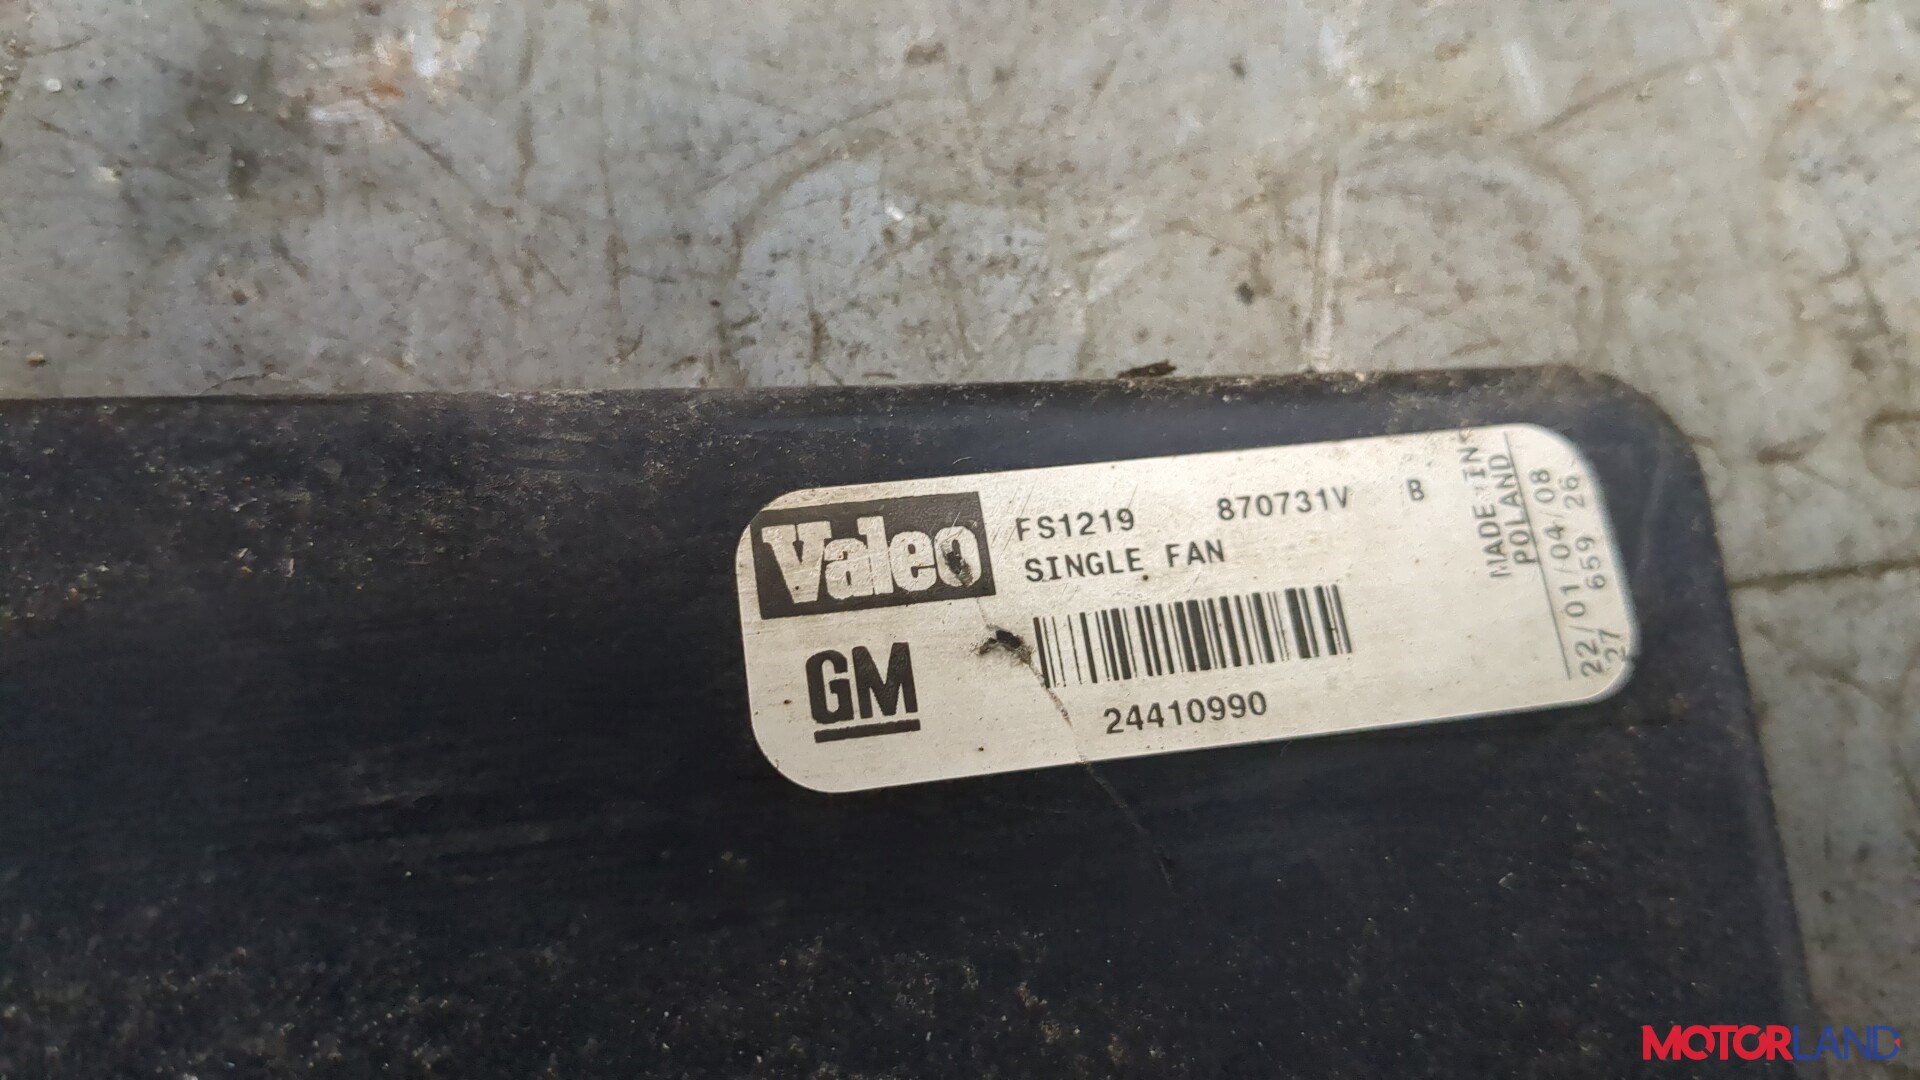 Valeo
FS1219 870731V B
SINGLE FAN
GM
24410990
MADE IN
POLAND
22/01/04/08
27 659 26
MOTORLAND